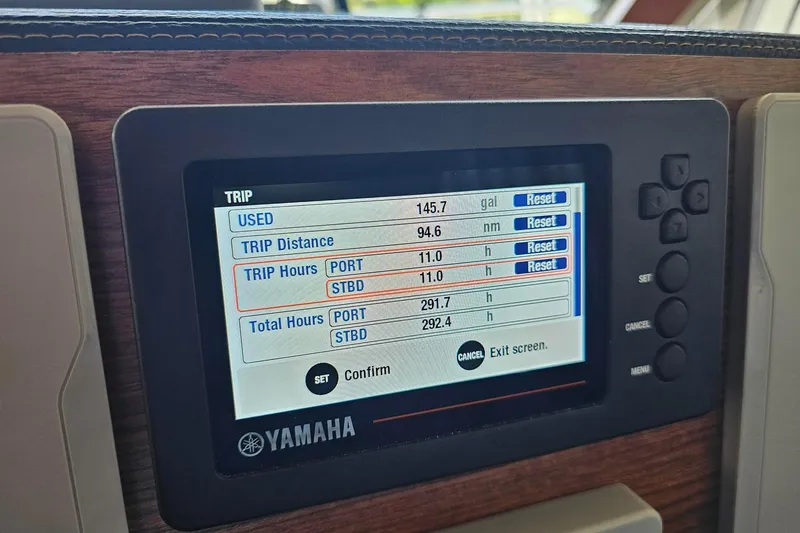 TRIP
USED 145.7 gal Reset
TRIP Distance 94.6 nm Reset
TRIP Hours PORT 11.0 h Reset
STBD 11.0 h Reset
Total Hours PORT 291.7 h
STBD 292.4 h
SET Confirm CANCEL Exit screen.
YAMAHA
SET
CANCEL
MENU